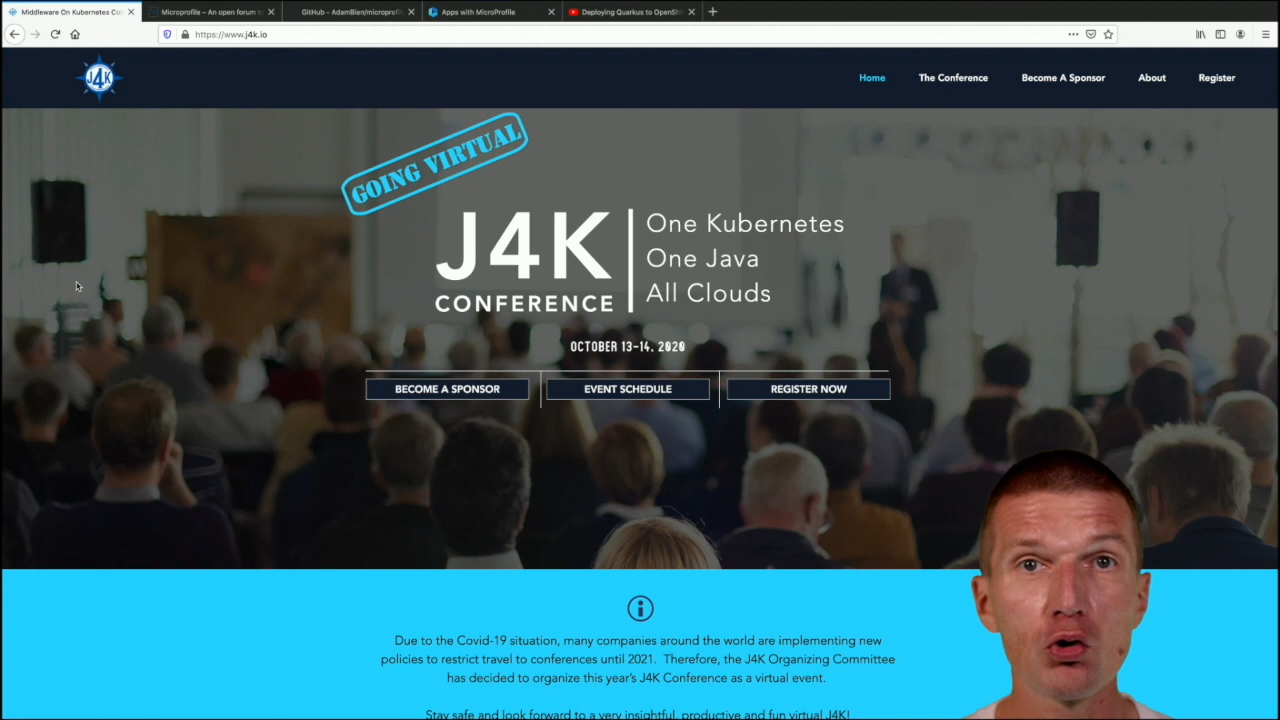 Middleware On Kubernetes Con
Microprofile – An open forum to
GitHub - AdamBien/microprofil
Apps with MicroProfile
Deploying Quarkus to OpenShi
https://www.j4k.io
J4K
Home
The Conference
Become A Sponsor
About
Register
GOING VIRTUAL
J4K
CONFERENCE
One Kubernetes
One Java
All Clouds
OCTOBER 13-14, 2020
BECOME A SPONSOR
EVENT SCHEDULE
REGISTER NOW
Due to the Covid-19 situation, many companies around the world are implementing new
policies to restrict travel to conferences until 2021. Therefore, the J4K Organizing Committee
has decided to organize this year's J4K Conference as a virtual event.
Stay safe and look forward to a very insightful, productive and fun virtual J4K!